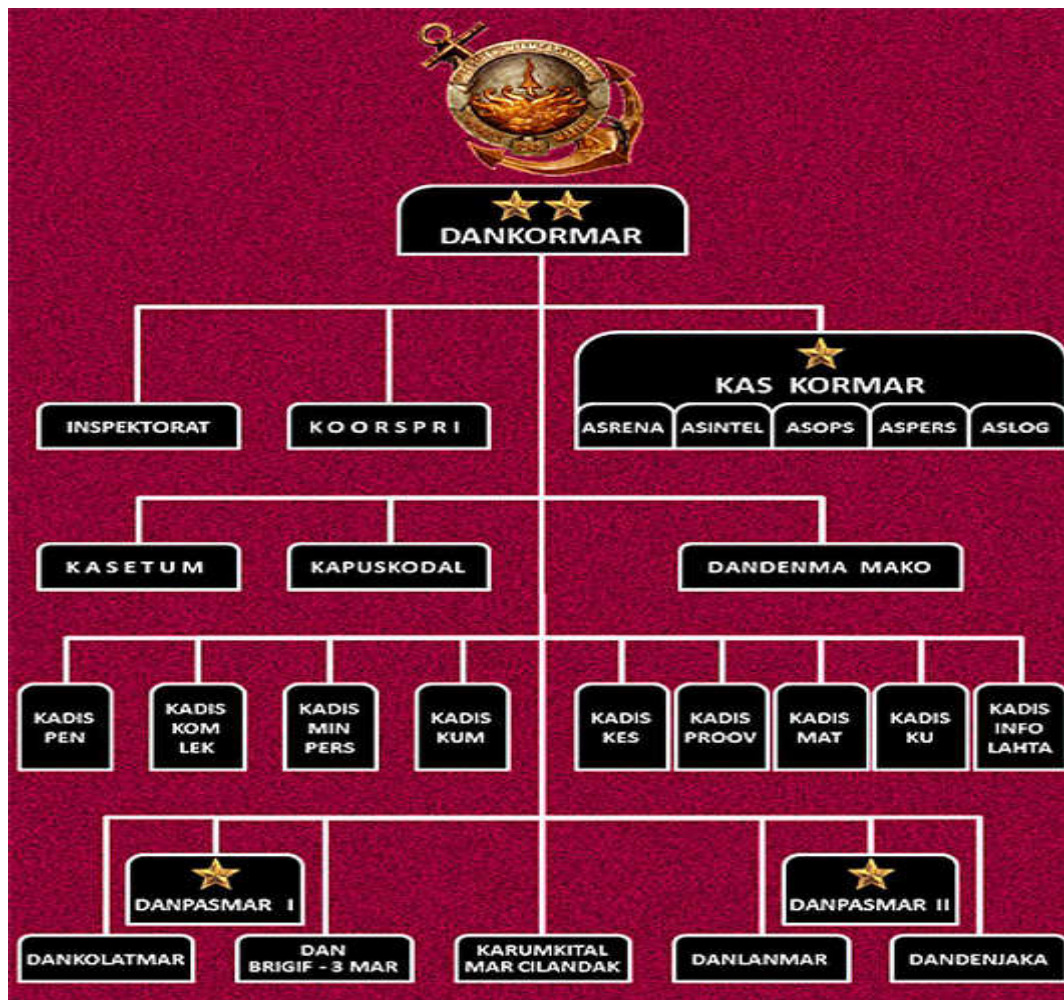 DANKORMAR
KAS KORMAR
INSPEKTORAT
KOORSPRI
ASRENA
ASINTEL
ASOPS
ASPERS
ASLOG
KASETUM
KAPUSKODAL
DANDENMA MAKO
KADIS
PEN
KADIS
KOM
LEK
KADIS
MIN
PERS
KADIS
KUM
KADIS
KES
KADIS
PROOV
KADIS
MAT
KADIS
KU
KADIS
INFO
LAHTA
DANPASMAR I
DANPASMAR II
DANKOLATMAR
DAN
BRIGIF - 3 MAR
KARUMKITAL
MAR CILANDAK
DANLANMAR
DANDENJAKA